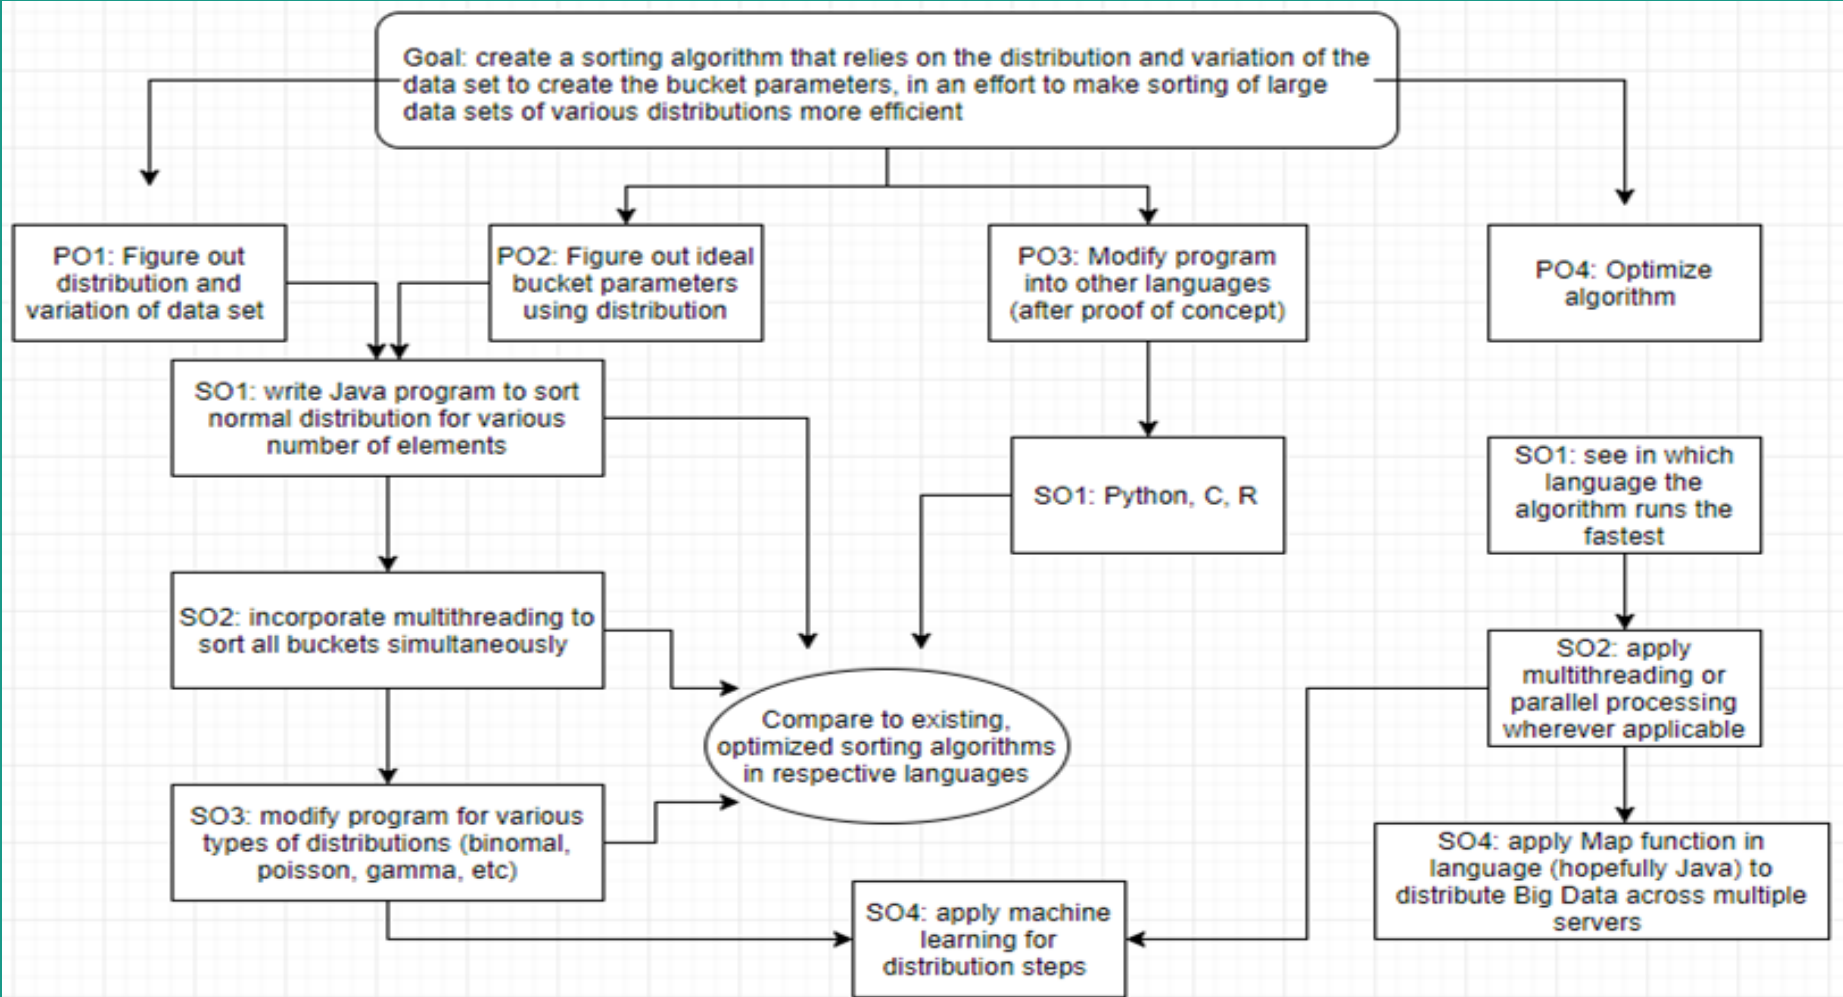 Goal: create a sorting algorithm that relies on the distribution and variation of the
data set to create the bucket parameters, in an effort to make sorting of large
data sets of various distributions more efficient
PO1: Figure out
distribution and
variation of data set
PO2: Figure out ideal
bucket parameters
using distribution
PO3: Modify program
into other languages
(after proof of concept)
PO4: Optimize
algorithm
SO1: write Java program to sort
normal distribution for various
number of elements
SO1: Python, C, R
SO1: see in which
language the
algorithm runs the
fastest
SO2: incorporate multithreading to
sort all buckets simultaneously
SO2: apply
multithreading or
parallel processing
wherever applicable
Compare to existing,
optimized sorting algorithms
in respective languages
SO3: modify program for various
types of distributions (binomal,
poisson, gamma, etc)
SO4: apply machine
learning for
distribution steps
SO4: apply Map function in
language (hopefully Java) to
distribute Big Data across multiple
servers